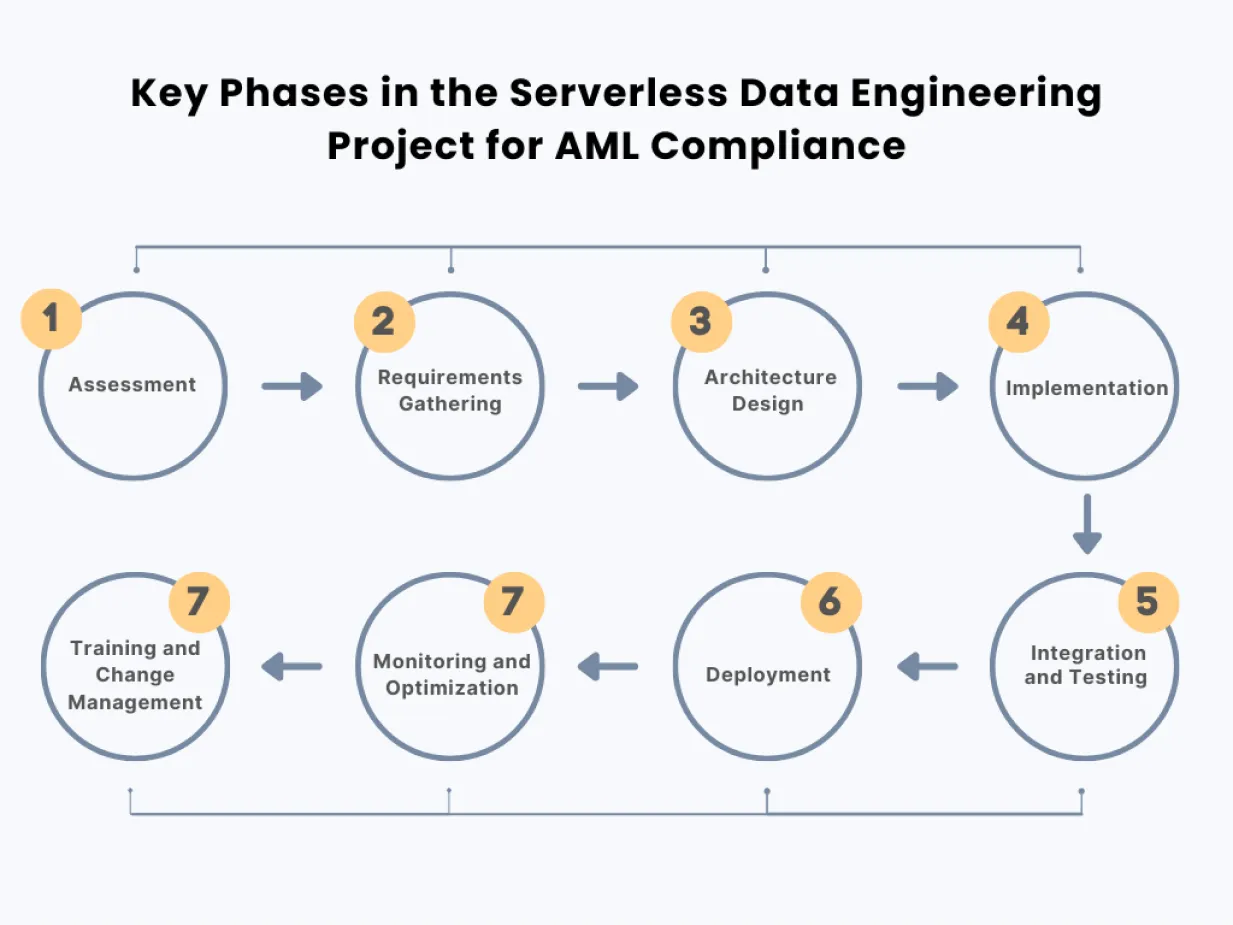 Key Phases in the Serverless Data Engineering
Project for AML Compliance
1
Assessment
2
Requirements
Gathering
3
Architecture
Design
4
Implementation
5
Integration
and Testing
6
Deployment
7
Monitoring and
Optimization
7
Training and
Change
Management